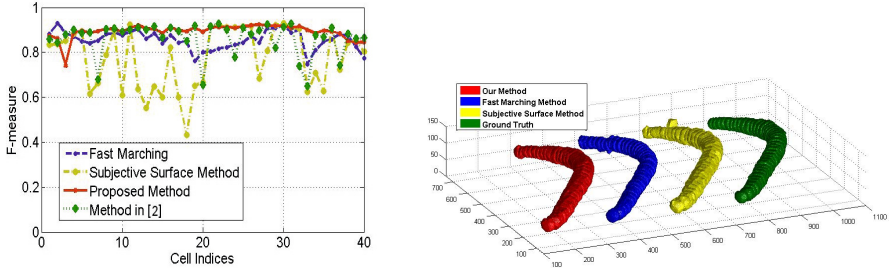 1
0.8
0.6
0.4
0.2
0
F-measure
Fast Marching
Subjective Surface Method
Proposed Method
Method in [2]
0 10 20 30 40
Cell Indices
Our Method
Fast Marching Method
Subjective Surface Method
Ground Truth
150
100
50
0
700
600
500
400
300
200
100
100 200 300 400 500 600 700 800 900 1000 1100